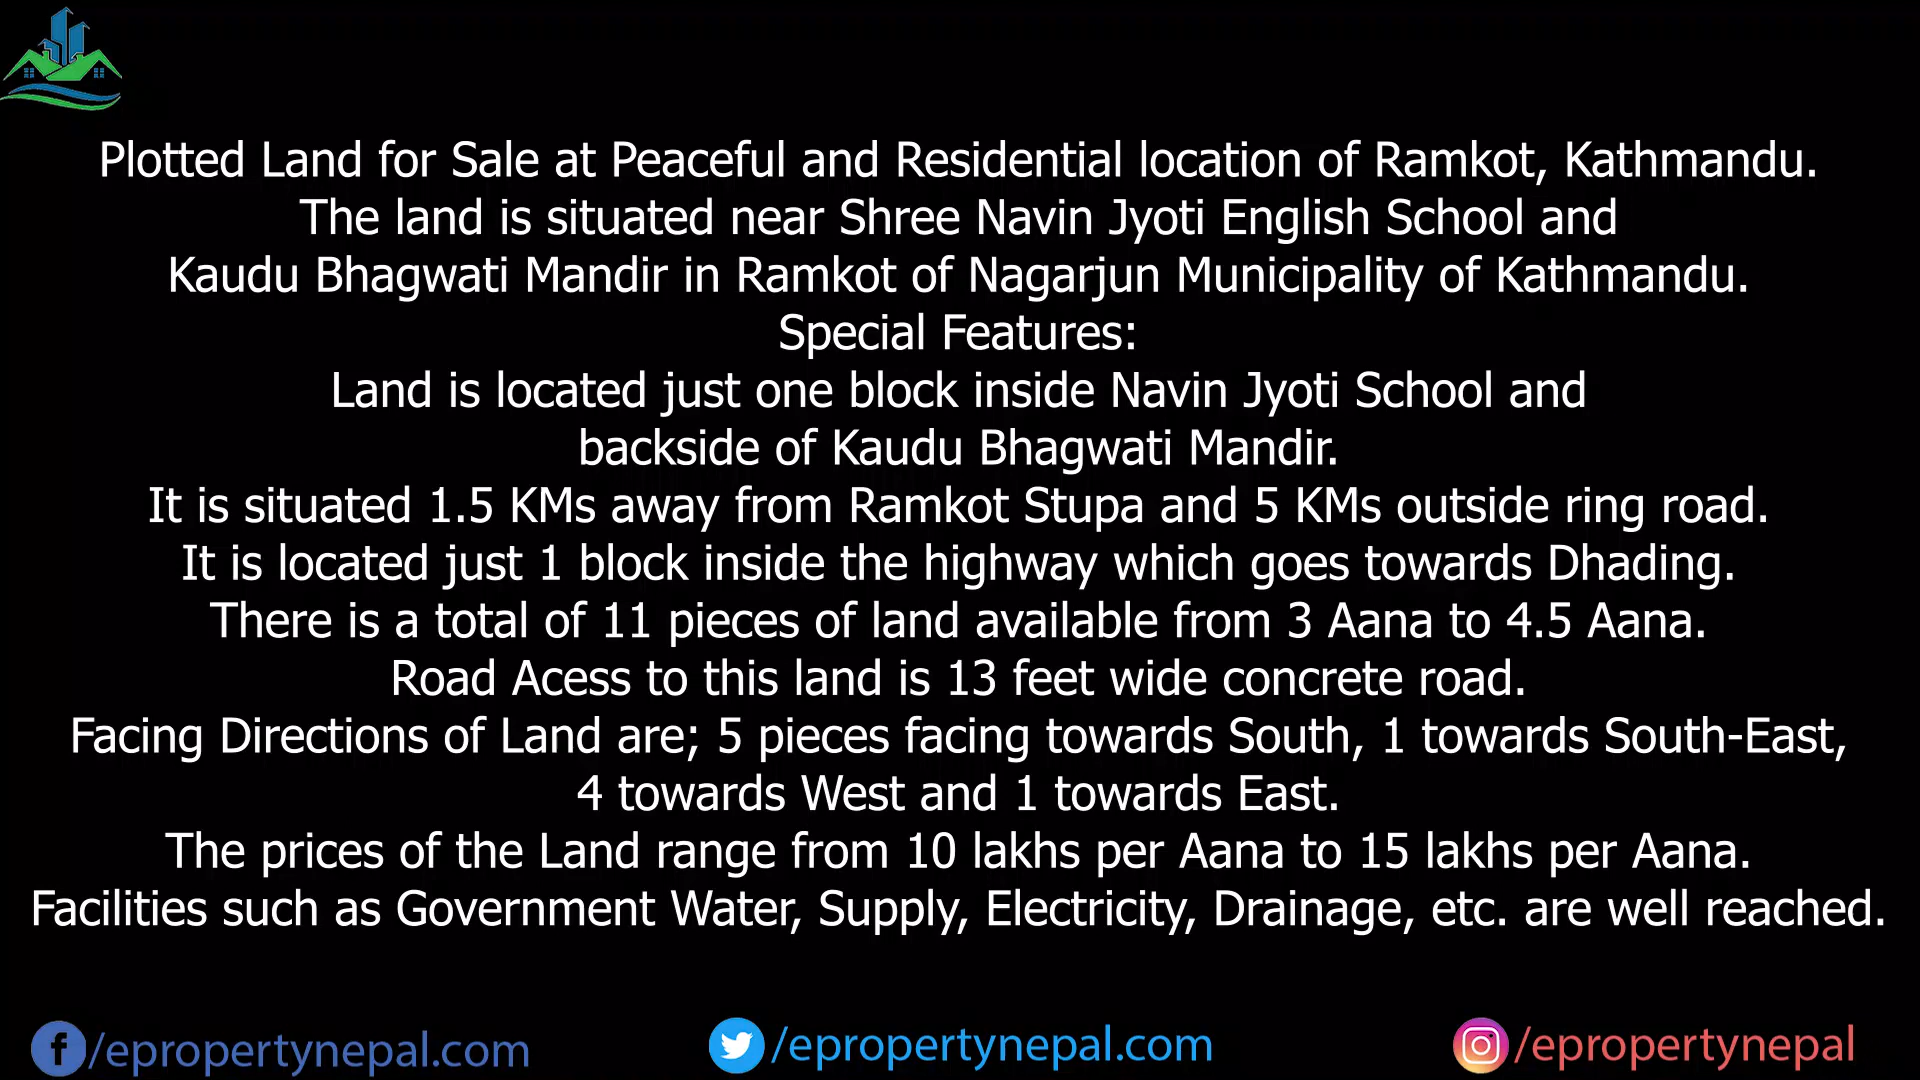 Plotted Land for Sale at Peaceful and Residential location of Ramkot, Kathmandu.
The land is situated near Shree Navin Jyoti English School and
Kaudu Bhagwati Mandir in Ramkot of Nagarjun Municipality of Kathmandu.
Special Features:
Land is located just one block inside Navin Jyoti School and
backside of Kaudu Bhagwati Mandir.
It is situated 1.5 KMs away from Ramkot Stupa and 5 KMs outside ring road.
It is located just 1 block inside the highway which goes towards Dhading.
There is a total of 11 pieces of land available from 3 Aana to 4.5 Aana.
Road Acess to this land is 13 feet wide concrete road.
Facing Directions of Land are; 5 pieces facing towards South, 1 towards South-East,
4 towards West and 1 towards East.
The prices of the Land range from 10 lakhs per Aana to 15 lakhs per Aana.
Facilities such as Government Water, Supply, Electricity, Drainage, etc. are well reached.
/epropertynepal.com
/epropertynepal.com
/epropertynepal